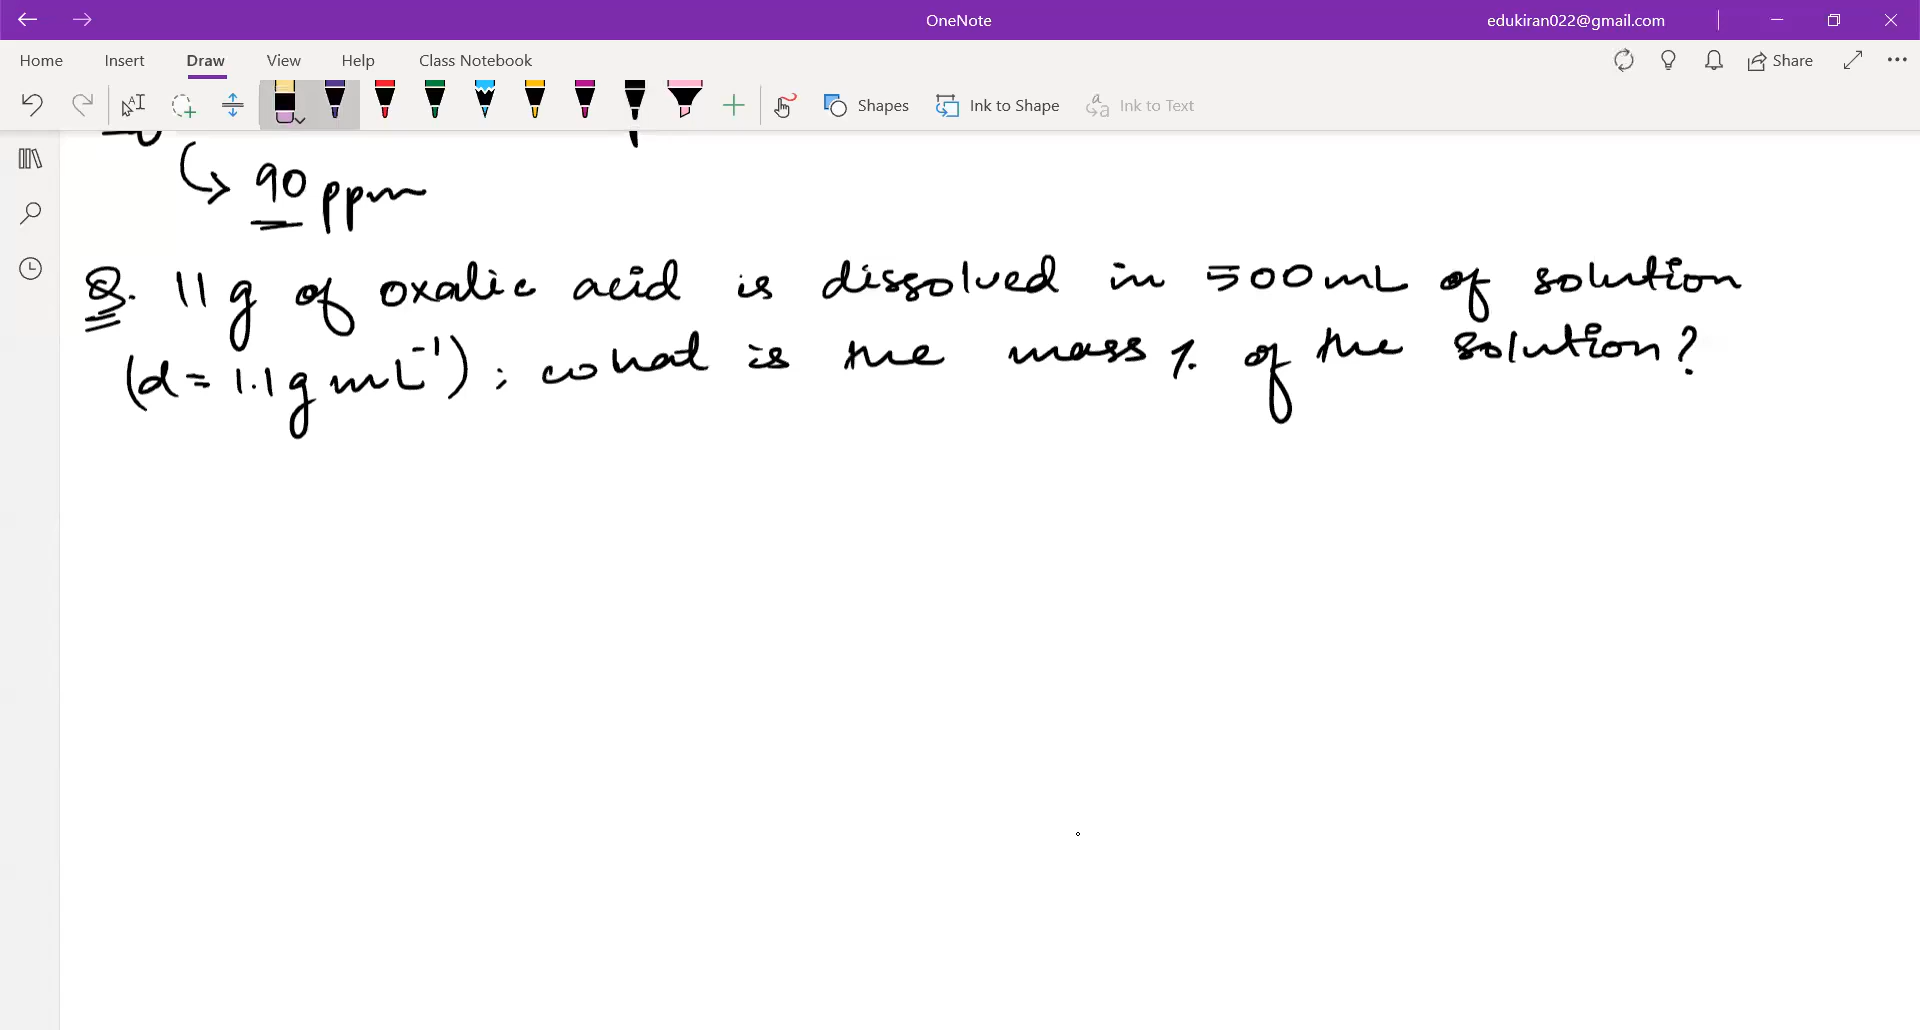 OneNote
edukiran022@gmail.com
Home Insert Draw View Help Class Notebook
Share
Shapes Ink to Shape Ink to Text
90 ppm
Q. 11 g of oxalic acid is dissolved in 500 mL of solution
(d = 1.1 g mL⁻¹) ; what is the mass % of the solution?